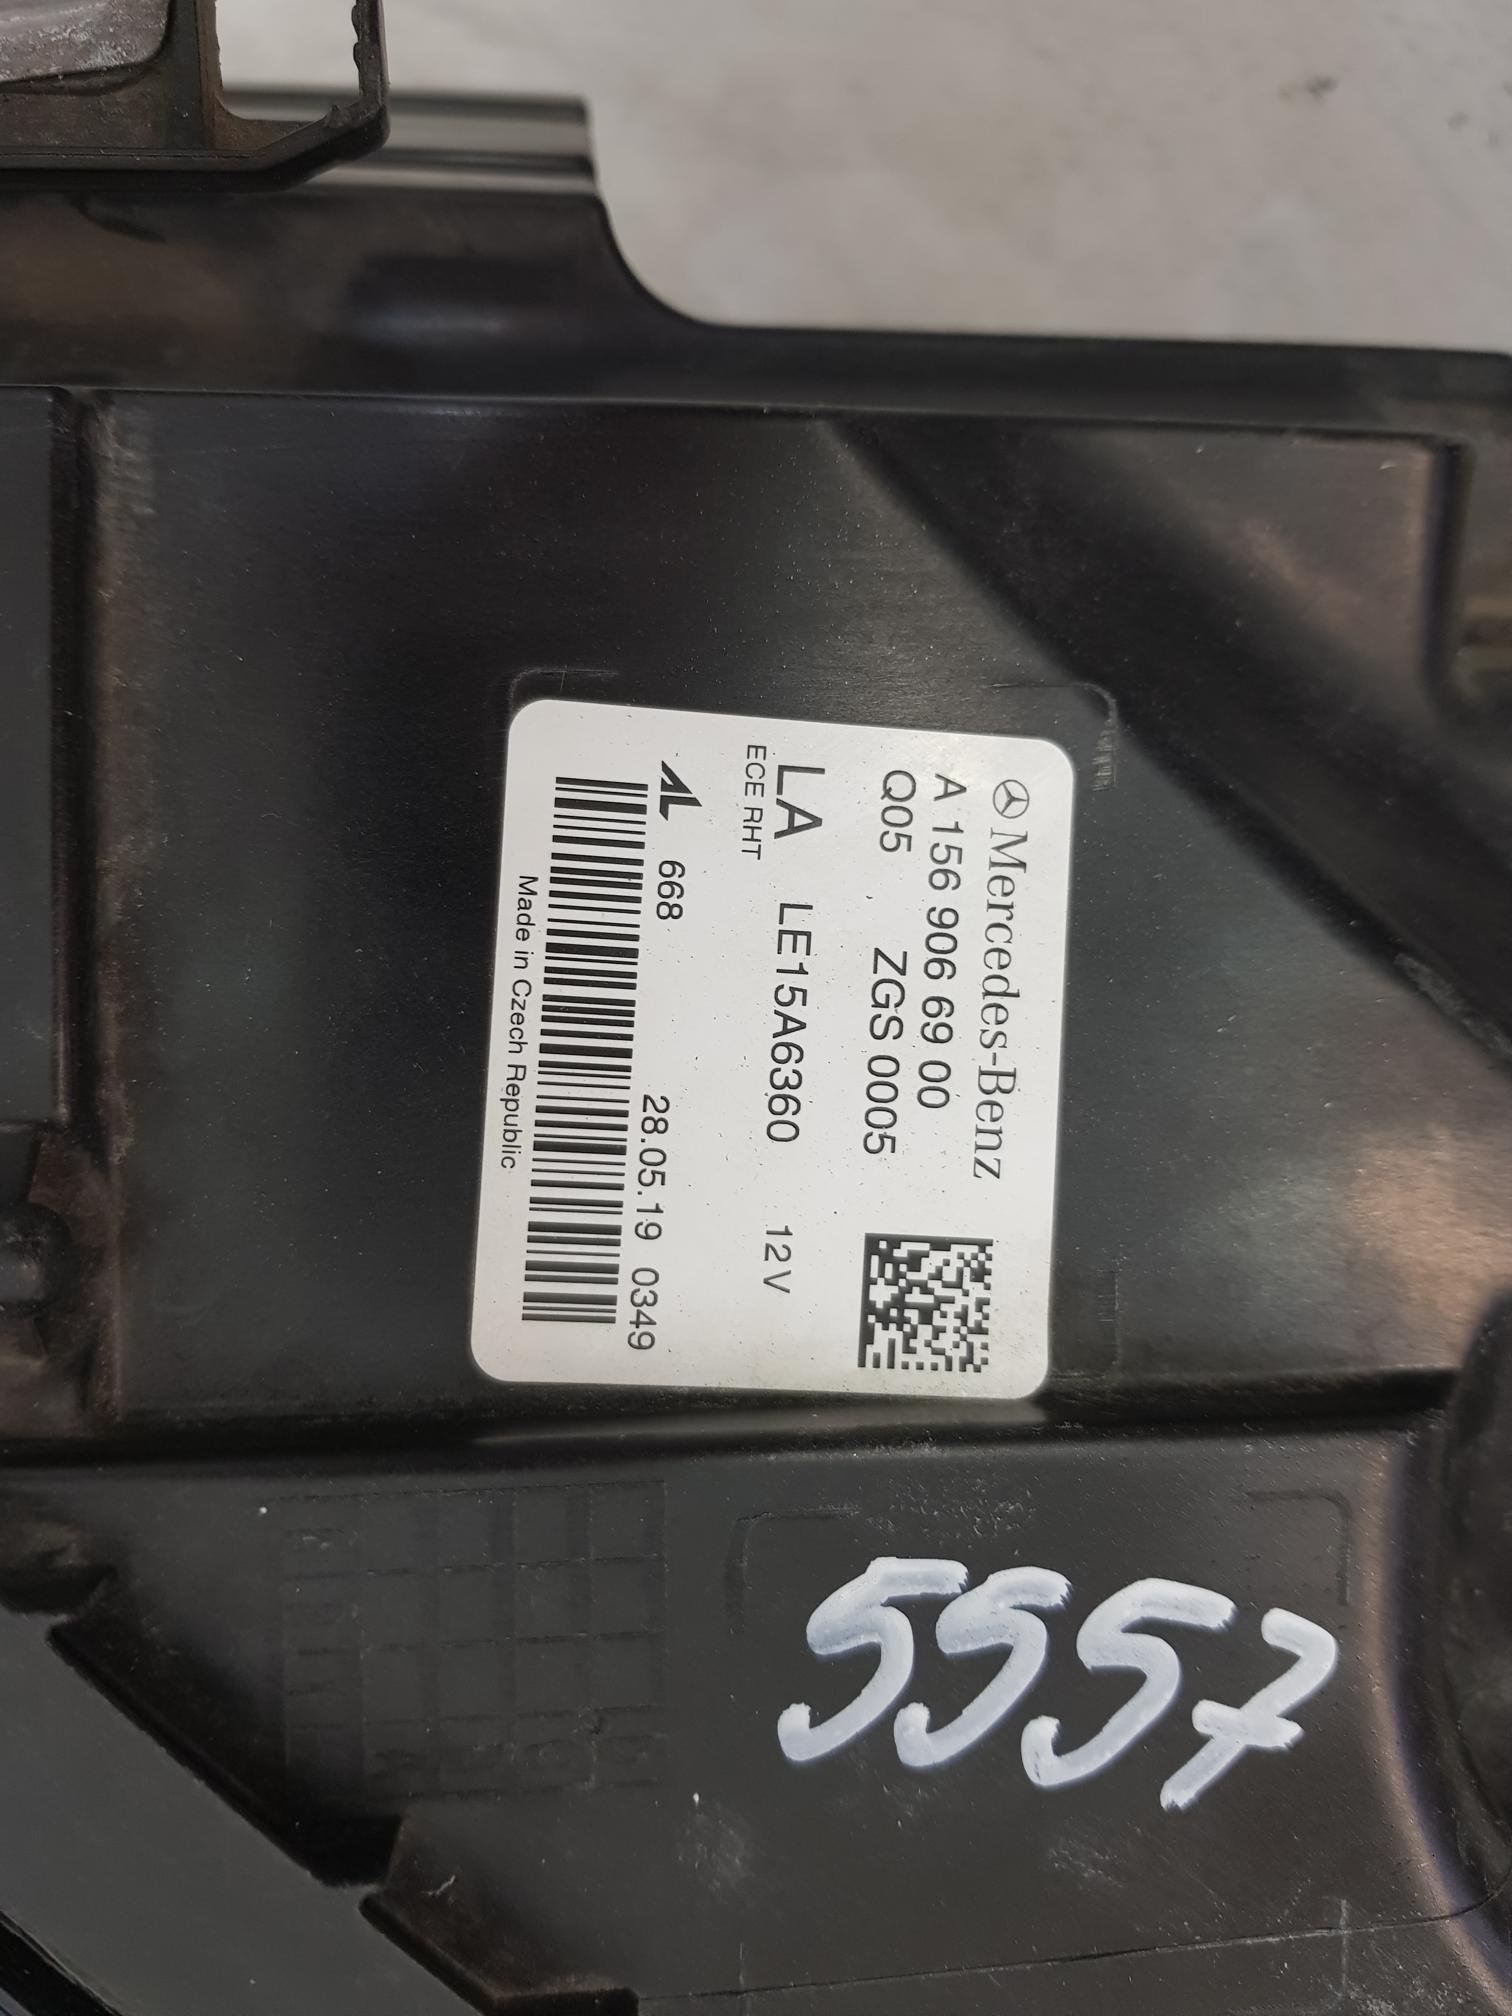 Mercedes-Benz
A 156 906 69 00
Q05 ZGS 0005
LA LE15A6360 12V
ECE RHT
AL 668 28.05.19 0349
Made in Czech Republic
5557